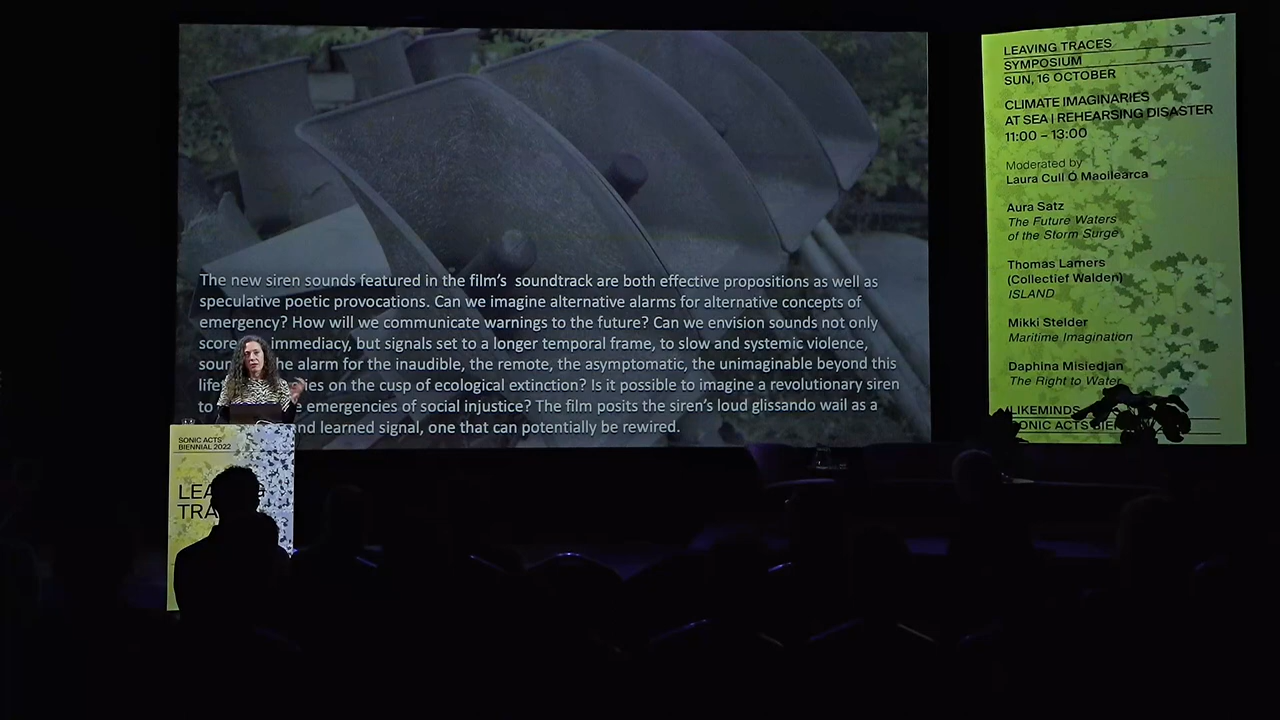 The new siren sounds featured in the film's soundtrack are both effective propositions as well as
speculative poetic provocations. Can we imagine alternative alarms for alternative concepts of
emergency? How will we communicate warnings to the future? Can we envision sounds not only
score immediacy, but signals set to a longer temporal frame, to slow and systemic violence,
the alarm for the inaudible, the remote, the asymptomatic, the unimaginable beyond this
on the cusp of ecological extinction? Is it possible to imagine a revolutionary siren
to emergencies of social injustice? The film posits the siren's loud glissando wail as a
and learned signal, one that can potentially be rewired.
LEAVING TRACES
SYMPOSIUM
SUN, 16 OCTOBER
CLIMATE IMAGINARIES
AT SEA | REHEARSING DISASTER
11:00 – 13:00
Moderated by
Laura Cull Ó Maoilearca
Aura Satz
The Future Waters
of the Storm Surge
Thomas Lamers
(Collectief Walden)
ISLAND
Mikki Stelder
Maritime Imagination
Daphina Misiedjan
The Right to Water
LIKEMINDS
SONIC ACTS BIE
SONIC ACTS
BIENNIAL 2022
LEA
TRA